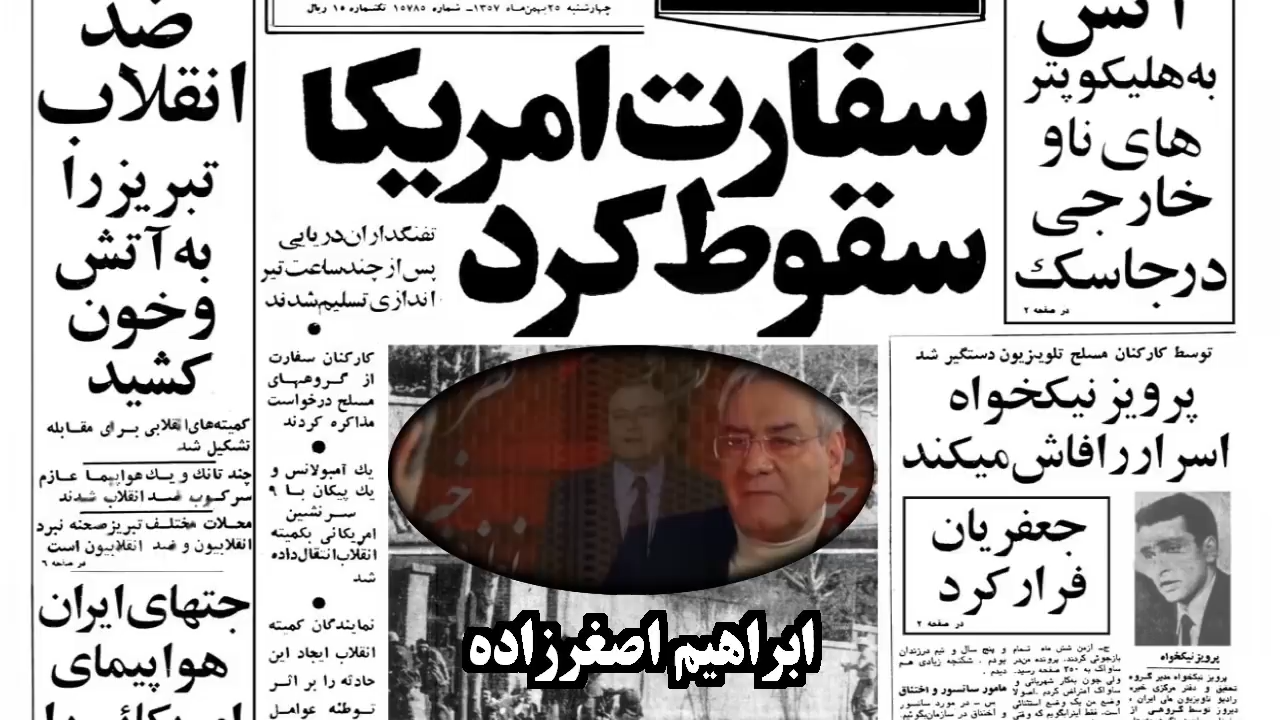 چهارشنبه ۲۵ بهمن‌ماه ۱۳۵۷ـ شماره ۱۵۷۸۵ تکشماره ۱۵ ریال
آتش
به هلیکوپتر
های ناو
خارجی
در جاسک
در صفحه ۲
سفارت امریکا
سقوط کرد
تفنگداران دریایی
پس از چند ساعت تیر
اندازی تسلیم شدند
ضد
انقلاب
تبریز را
به آتش
و خون
کشید
کمیته‌های انقلابی برای مقابله
تشکیل شد
چند تانك و یك هواپیما عازم
سرکوب ضد انقلاب شدند
محلات مختلف تبریز صحنه نبرد
انقلابیون و ضد انقلابیون است
در صفحه ۶
جتهای ایران
هواپیمای
توسط کارکنان مسلح تلویزیون دستگیر شد
پرویز نیکخواه
اسرار را فاش میکند
جعفریان
فرار کرد
در صفحه ۲
پرویز نیکخواه
کارکنان سفارت
از گروههای
مسلح درخواست
مذاکره کردند
یك آمبولانس و
یك پیکان با ۹
سرنشین
امریکائی بکمیته
انقلاب انتقال داده
شد
نمایندگان کمیته
انقلاب ایجاد این
حادثه را بر اثر
توطئه عوامل
ابراهیم اصغرزاده